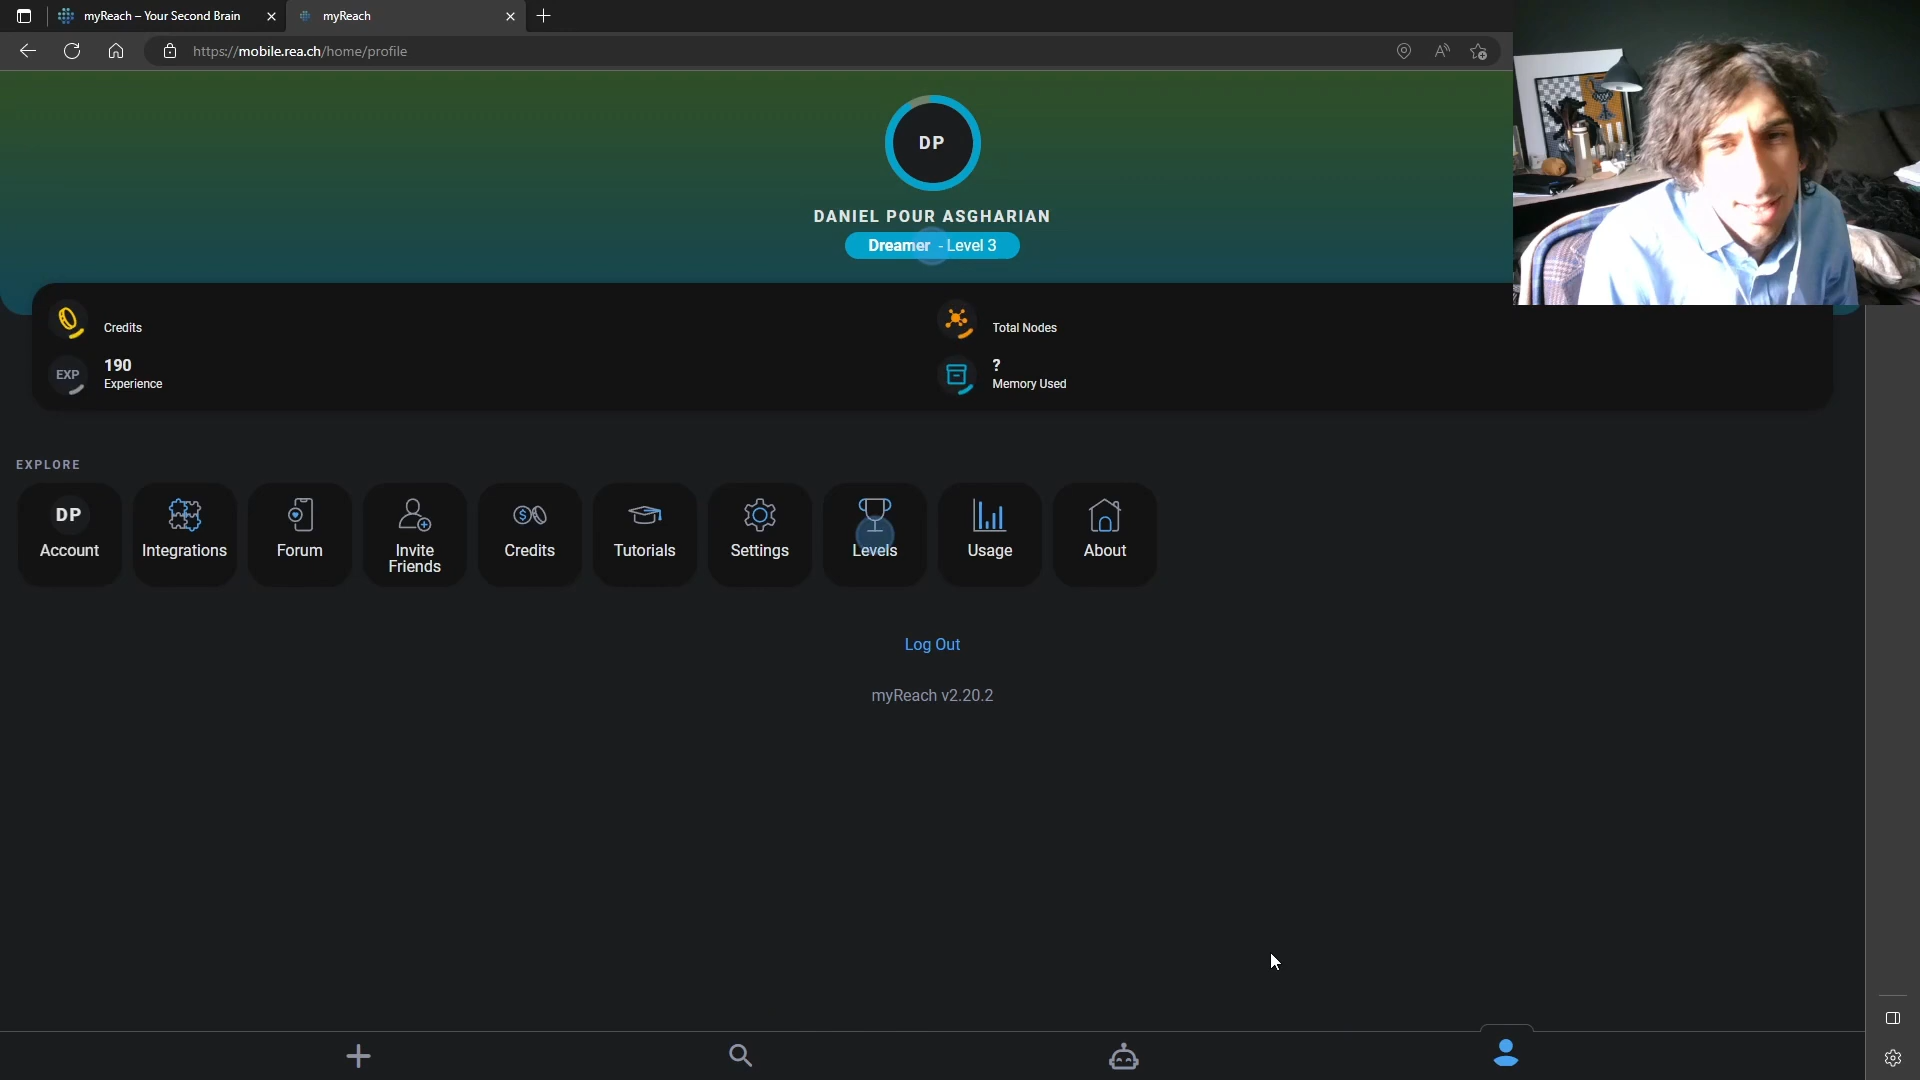 myReach – Your Second Brain
myReach
https://mobile.rea.ch/home/profile
DP
DANIEL POUR ASGHARIAN
Dreamer - Level 3
Credits
Total Nodes
EXP
190
Experience
?
Memory Used
EXPLORE
DP
Account
Integrations
Forum
Invite
Friends
Credits
Tutorials
Settings
Levels
Usage
About
Log Out
myReach v2.20.2